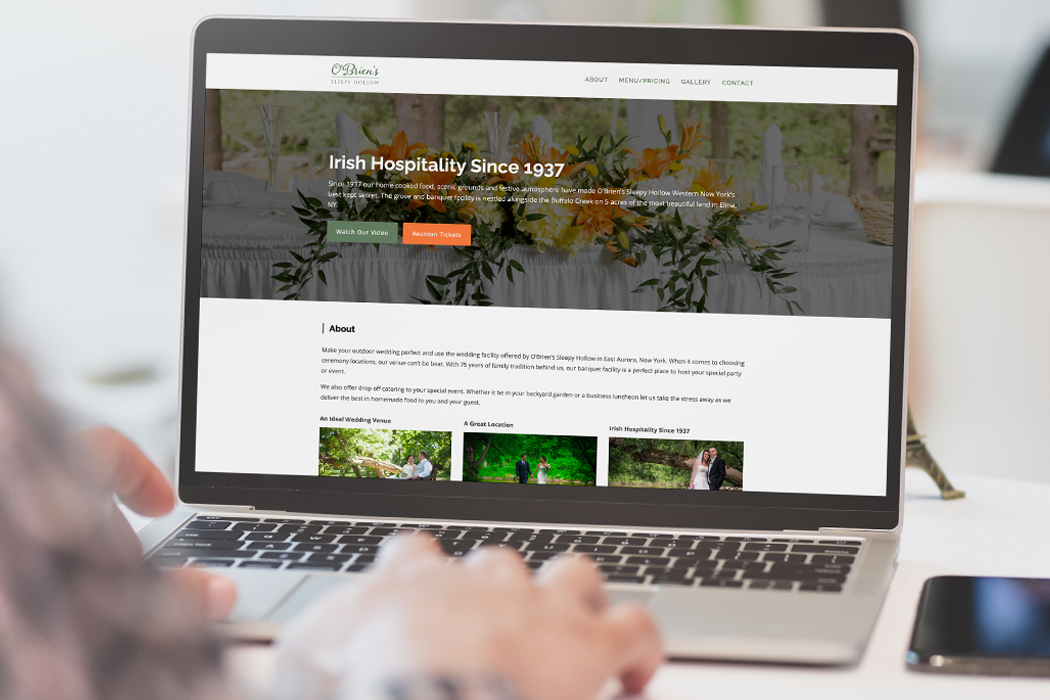 O'Brien's
SLEEPY HOLLOW
ABOUT MENU/PRICING GALLERY CONTACT
Irish Hospitality Since 1937
Since 1937 our home cooked food, scenic grounds and festive atmosphere have made O'Brien's Sleepy Hollow Western New York's
best kept secret. The grove and banquet facility is nestled alongside the Buffalo Creek on 5 acres of the most beautiful land in Elma,
NY.
Watch Our Video Reunion Tickets
About
Make your outdoor wedding perfect and use the wedding facility offered by O'Brien's Sleepy Hollow in East Aurora, New York. When it comes to choosing
ceremony locations, our venue can't be beat. With 75 years of family tradition behind us, our banquet facility is a perfect place to host your special party
or event.
We also offer drop off catering to your special event. Whether it be in your backyard garden or a business luncheon let us take the stress away as we
deliver the best in homemade food to you and your guest.
An Ideal Wedding Venue A Great Location Irish Hospitality Since 1937